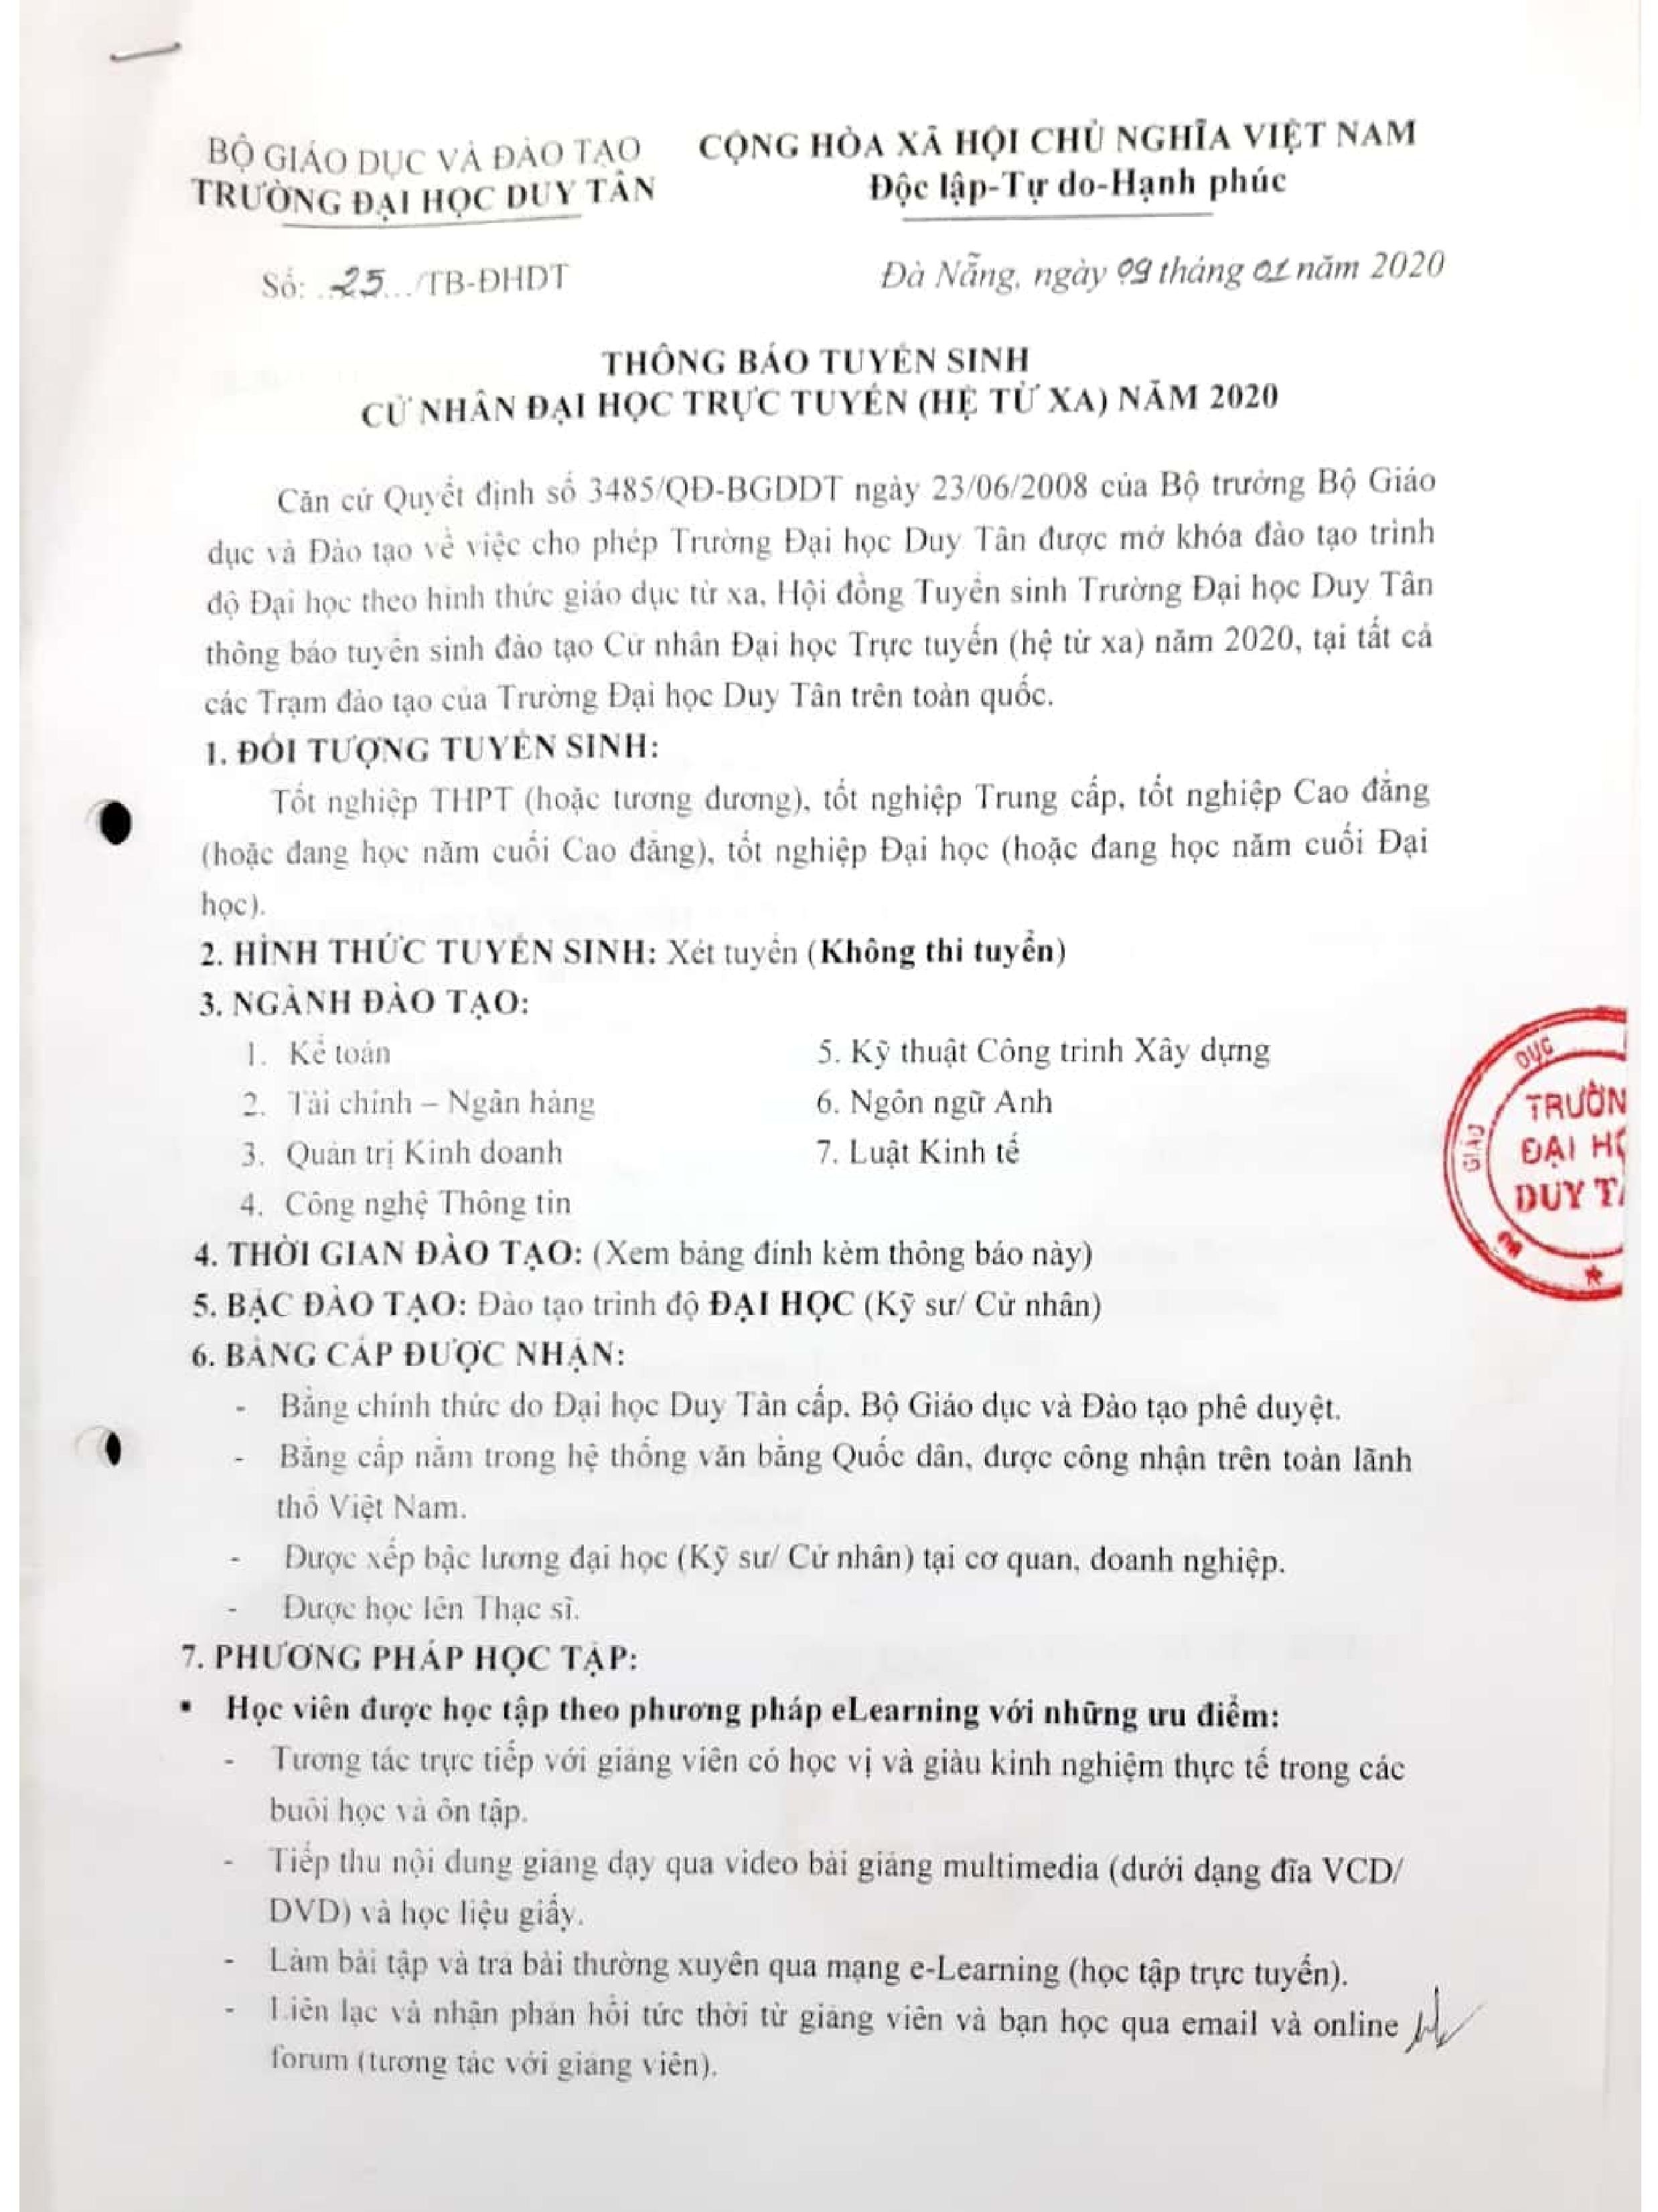 BỘ GIÁO DỤC VÀ ĐÀO TẠO
TRƯỜNG ĐẠI HỌC DUY TÂN
CỘNG HÒA XÃ HỘI CHỦ NGHĨA VIỆT NAM
Độc lập-Tự do-Hạnh phúc
Số: ..25.../TB-ĐHDT
Đà Nẵng, ngày 09 tháng 01 năm 2020
THÔNG BÁO TUYỂN SINH
CỬ NHÂN ĐẠI HỌC TRỰC TUYẾN (HỆ TỪ XA) NĂM 2020
Căn cứ Quyết định số 3485/QĐ-BGDDT ngày 23/06/2008 của Bộ trưởng Bộ Giáo
dục và Đào tạo về việc cho phép Trường Đại học Duy Tân được mở khóa đào tạo trình
độ Đại học theo hình thức giáo dục từ xa, Hội đồng Tuyển sinh Trường Đại học Duy Tân
thông báo tuyển sinh đào tạo Cử nhân Đại học Trực tuyến (hệ từ xa) năm 2020, tại tất cả
các Trạm đào tạo của Trường Đại học Duy Tân trên toàn quốc.
1. ĐỐI TƯỢNG TUYỂN SINH:
Tốt nghiệp THPT (hoặc tương đương), tốt nghiệp Trung cấp, tốt nghiệp Cao đẳng
(hoặc đang học năm cuối Cao đẳng), tốt nghiệp Đại học (hoặc đang học năm cuối Đại
học).
2. HÌNH THỨC TUYỂN SINH: Xét tuyển (Không thi tuyển)
3. NGÀNH ĐÀO TẠO:
1. Kế toán
2. Tài chính – Ngân hàng
3. Quản trị Kinh doanh
4. Công nghệ Thông tin
5. Kỹ thuật Công trình Xây dựng
6. Ngôn ngữ Anh
7. Luật Kinh tế
4. THỜI GIAN ĐÀO TẠO: (Xem bảng đính kèm thông báo này)
5. BẬC ĐÀO TẠO: Đào tạo trình độ ĐẠI HỌC (Kỹ sư/ Cử nhân)
6. BẰNG CẤP ĐƯỢC NHẬN:
- Bằng chính thức do Đại học Duy Tân cấp, Bộ Giáo dục và Đào tạo phê duyệt.
- Bằng cấp nằm trong hệ thống văn bằng Quốc dân, được công nhận trên toàn lãnh
thổ Việt Nam.
- Được xếp bậc lương đại học (Kỹ sư/ Cử nhân) tại cơ quan, doanh nghiệp.
- Được học lên Thạc sĩ.
7. PHƯƠNG PHÁP HỌC TẬP:
▪ Học viên được học tập theo phương pháp eLearning với những ưu điểm:
- Tương tác trực tiếp với giảng viên có học vị và giàu kinh nghiệm thực tế trong các
buổi học và ôn tập.
- Tiếp thu nội dung giảng dạy qua video bài giảng multimedia (dưới dạng đĩa VCD/
DVD) và học liệu giấy.
- Làm bài tập và trả bài thường xuyên qua mạng e-Learning (học tập trực tuyến).
- Liên lạc và nhận phản hồi tức thời từ giảng viên và bạn học qua email và online
forum (tương tác với giảng viên).
BỘ GIÁO DỤC
TRƯỜN
ĐẠI HỌ
DUY TÂ